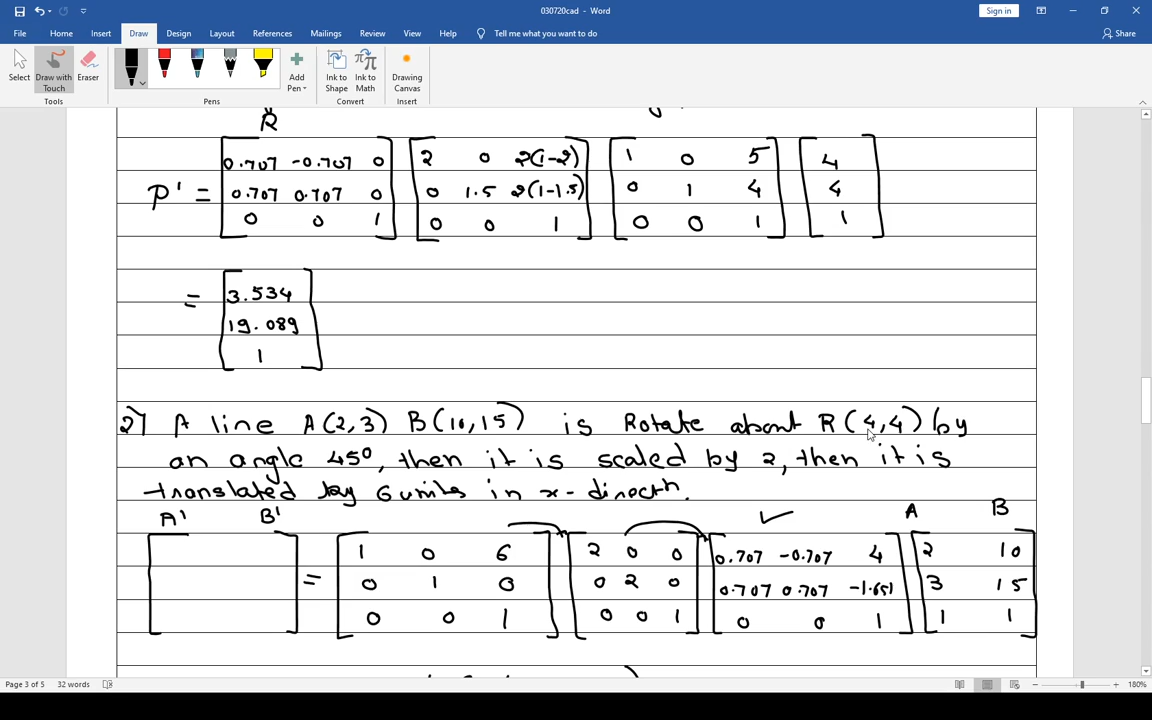 030720cad - Word
Sign in
File Home Insert Draw Design Layout References Mailings Review View Help Tell me what you want to do Share
Select Draw with Touch Eraser Add Pen Ink to Shape Ink to Math Drawing Canvas
Tools Pens Convert Insert
R
0.707 -0.707 0 2 0 2(1-2) 1 0 5 4
P' = 0.707 0.707 0 0 1.5 2(1-1.5) 0 1 4 4
0 0 1 0 0 1 0 0 1 1
3.534
= 19.089
1
2) A line A(2,3) B(10,15) is Rotate about R(4,4) by
an angle 45°, then it is scaled by 2, then it is
translated by 6 units in x-directn.
A' B' A B
1 0 6 2 0 0 0.707 -0.707 4 2 10
= 0 1 0 0 2 0 0.707 0.707 -1.651 3 15
0 0 1 0 0 1 0 0 1 1 1
Page 3 of 5 32 words 180%